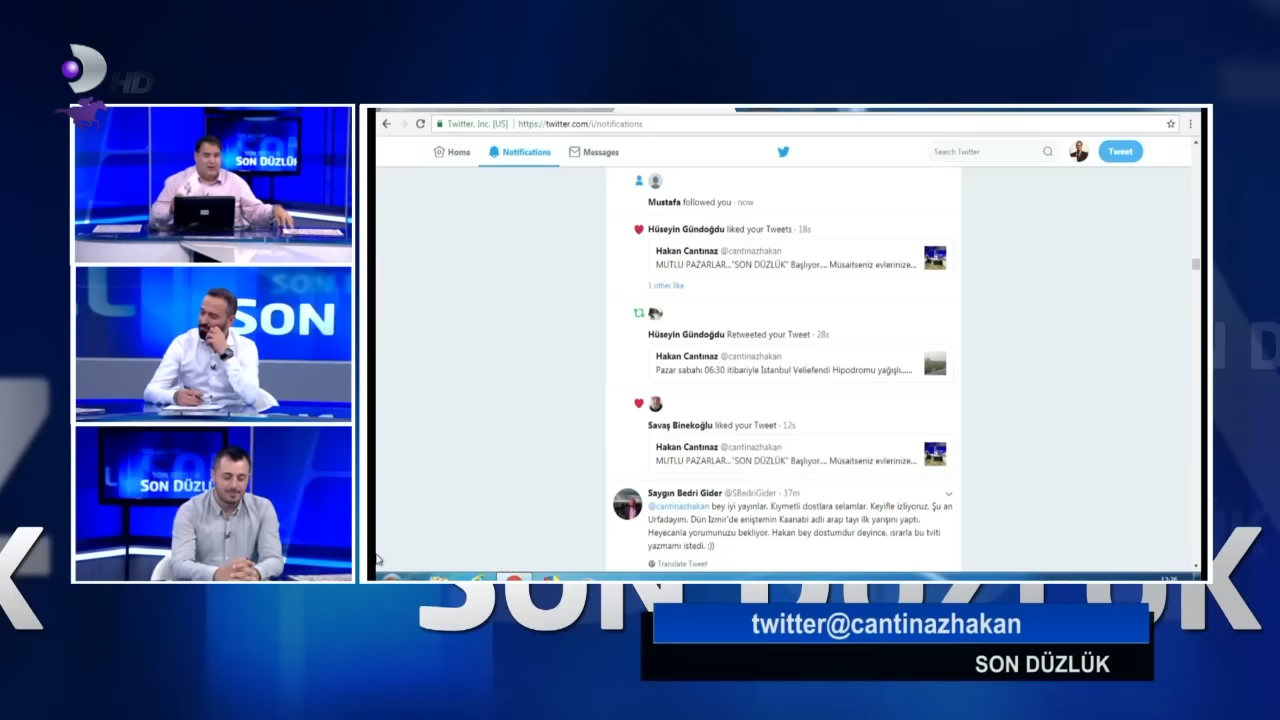 HD
SON DÜZLÜK
SON
SON DÜZLÜ
Twitter, Inc. [US] | https://twitter.com/i/notifications
Home Notifications Messages Search Twitter Tweet
Mustafa followed you · now
Hüseyin Gündoğdu liked your Tweets · 18s
Hakan Cantınaz @cantinazhakan
MUTLU PAZARLAR..."SON DÜZLÜK" Başlıyor.... Müsaitseniz evlerinize...
1 other like
Hüseyin Gündoğdu Retweeted your Tweet · 28s
Hakan Cantınaz @cantinazhakan
Pazar sabahı 06:30 itibariyle İstanbul Veliefendi Hipodromu yağışlı......
Savaş Binekoğlu liked your Tweet · 12s
Hakan Cantınaz @cantinazhakan
MUTLU PAZARLAR..."SON DÜZLÜK" Başlıyor.... Müsaitseniz evlerinize...
Saygın Bedri Gider @SBedriGider · 37m
@cantinazhakan bey iyi yayınlar. Kıymetli dostlara selamlar. Keyifle izliyoruz. Şu an
Urfadayım. Dün İzmir'de eniştemin Kaanabi adlı arap tayı ilk yarışını yaptı.
Heyecanla yorumunuzu bekliyor. Hakan bey dostumdur deyince, ısrarla bu tviti
yazmamı istedi. :))
Translate Tweet
SON DÜZLÜK
twitter@cantinazhakan
SON DÜZLÜK